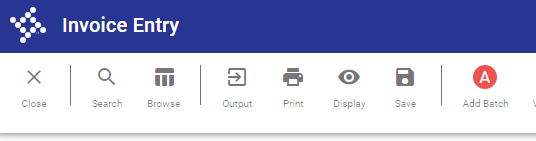 Invoice Entry
Close Search Browse Output Print Display Save A Add Batch